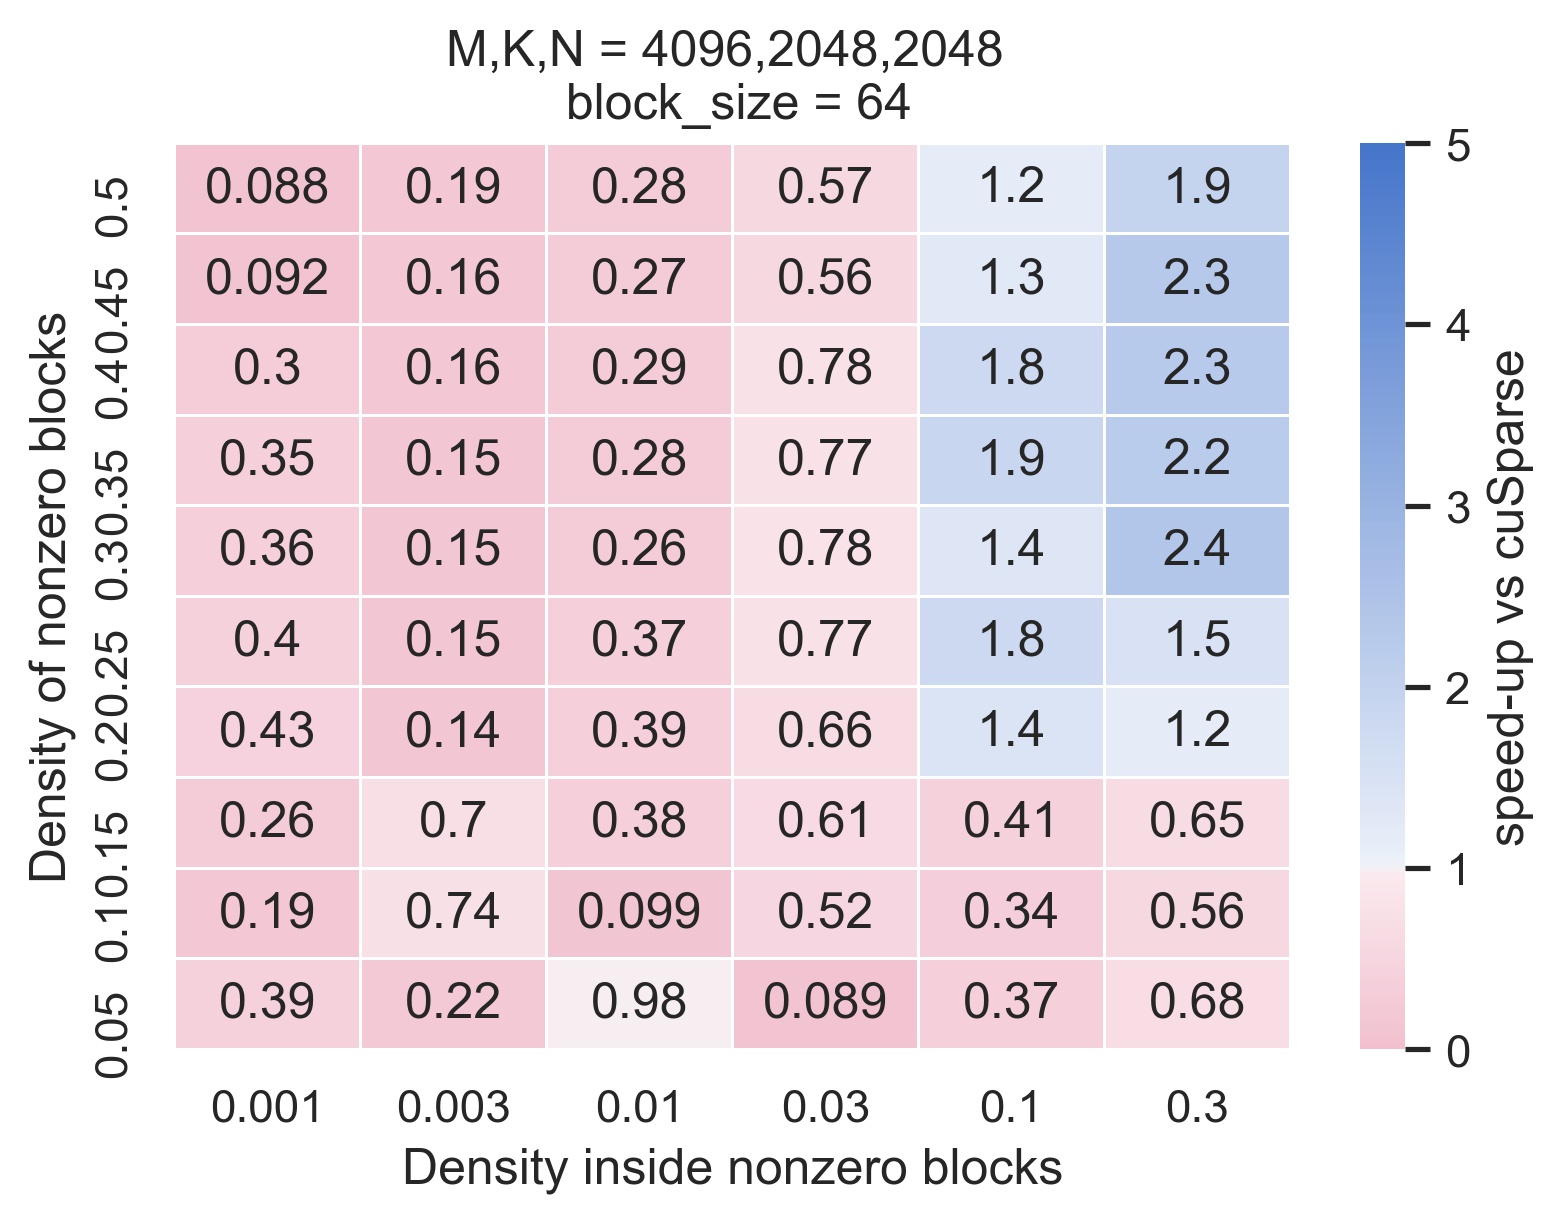 M,K,N = 4096,2048,2048
block_size = 64
Density of nonzero blocks
0.5 0.088 0.19 0.28 0.57 1.2 1.9
0.45 0.092 0.16 0.27 0.56 1.3 2.3
0.4 0.3 0.16 0.29 0.78 1.8 2.3
0.35 0.35 0.15 0.28 0.77 1.9 2.2
0.3 0.36 0.15 0.26 0.78 1.4 2.4
0.25 0.4 0.15 0.37 0.77 1.8 1.5
0.2 0.43 0.14 0.39 0.66 1.4 1.2
0.15 0.26 0.7 0.38 0.61 0.41 0.65
0.1 0.19 0.74 0.099 0.52 0.34 0.56
0.05 0.39 0.22 0.98 0.089 0.37 0.68
0.001 0.003 0.01 0.03 0.1 0.3
Density inside nonzero blocks
5
4
3
2
1
0
speed-up vs cuSparse